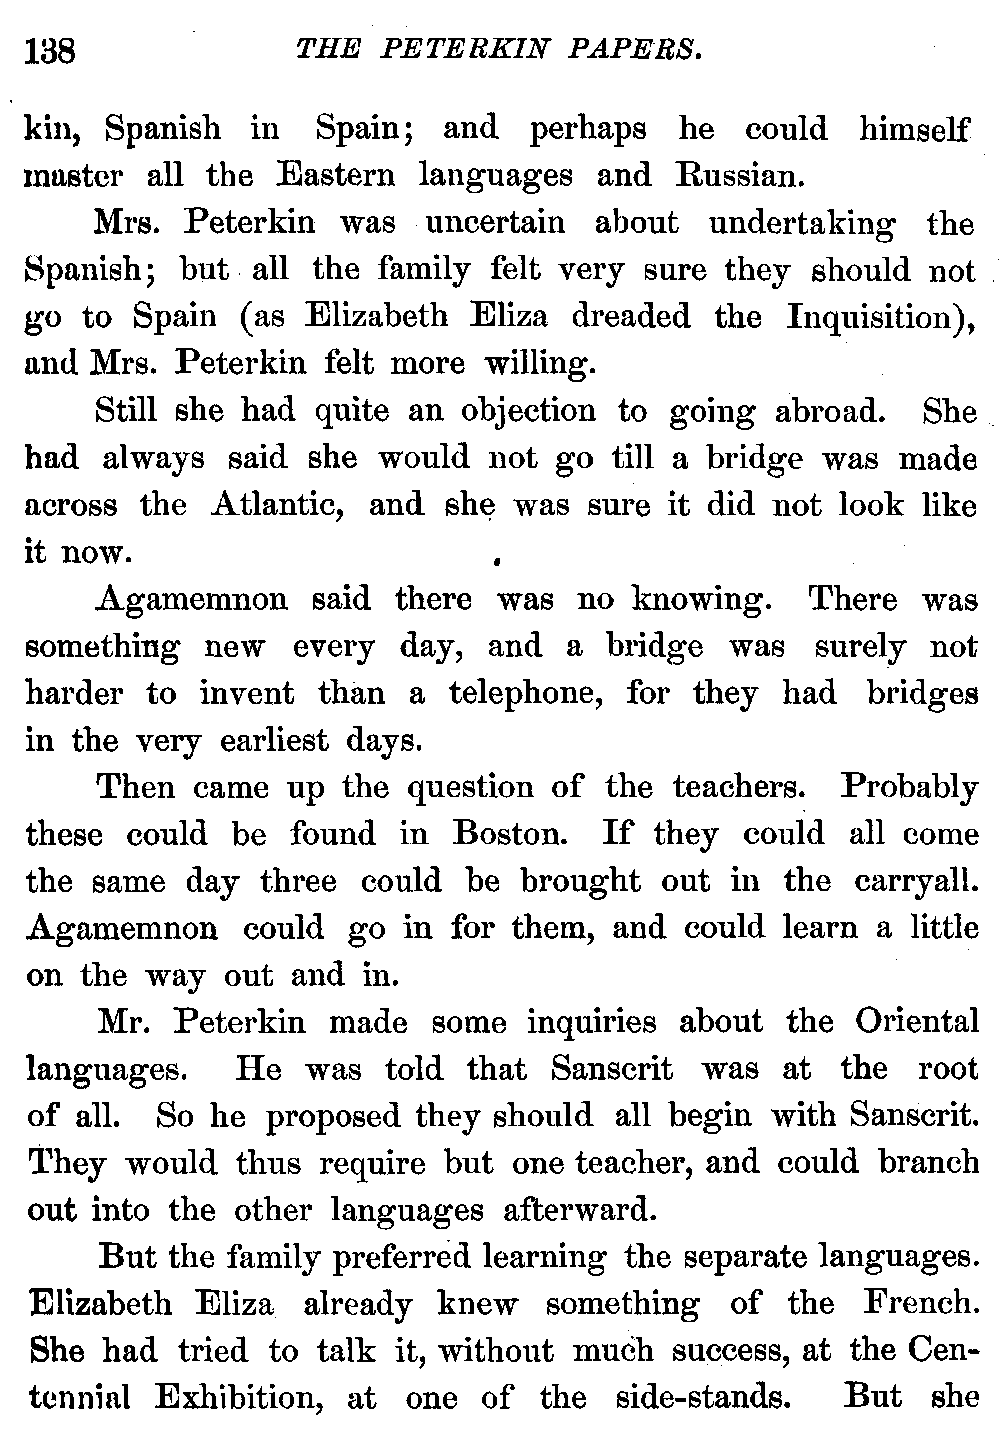 138 THE PETERKIN PAPERS.
kin, Spanish in Spain; and perhaps he could himself
master all the Eastern languages and Russian.
Mrs. Peterkin was uncertain about undertaking the
Spanish; but all the family felt very sure they should not
go to Spain (as Elizabeth Eliza dreaded the Inquisition),
and Mrs. Peterkin felt more willing.
Still she had quite an objection to going abroad. She
had always said she would not go till a bridge was made
across the Atlantic, and she was sure it did not look like
it now.
Agamemnon said there was no knowing. There was
something new every day, and a bridge was surely not
harder to invent than a telephone, for they had bridges
in the very earliest days.
Then came up the question of the teachers. Probably
these could be found in Boston. If they could all come
the same day three could be brought out in the carryall.
Agamemnon could go in for them, and could learn a little
on the way out and in.
Mr. Peterkin made some inquiries about the Oriental
languages. He was told that Sanscrit was at the root
of all. So he proposed they should all begin with Sanscrit.
They would thus require but one teacher, and could branch
out into the other languages afterward.
But the family preferred learning the separate languages.
Elizabeth Eliza already knew something of the French.
She had tried to talk it, without much success, at the Cen-
tennial Exhibition, at one of the side-stands. But she